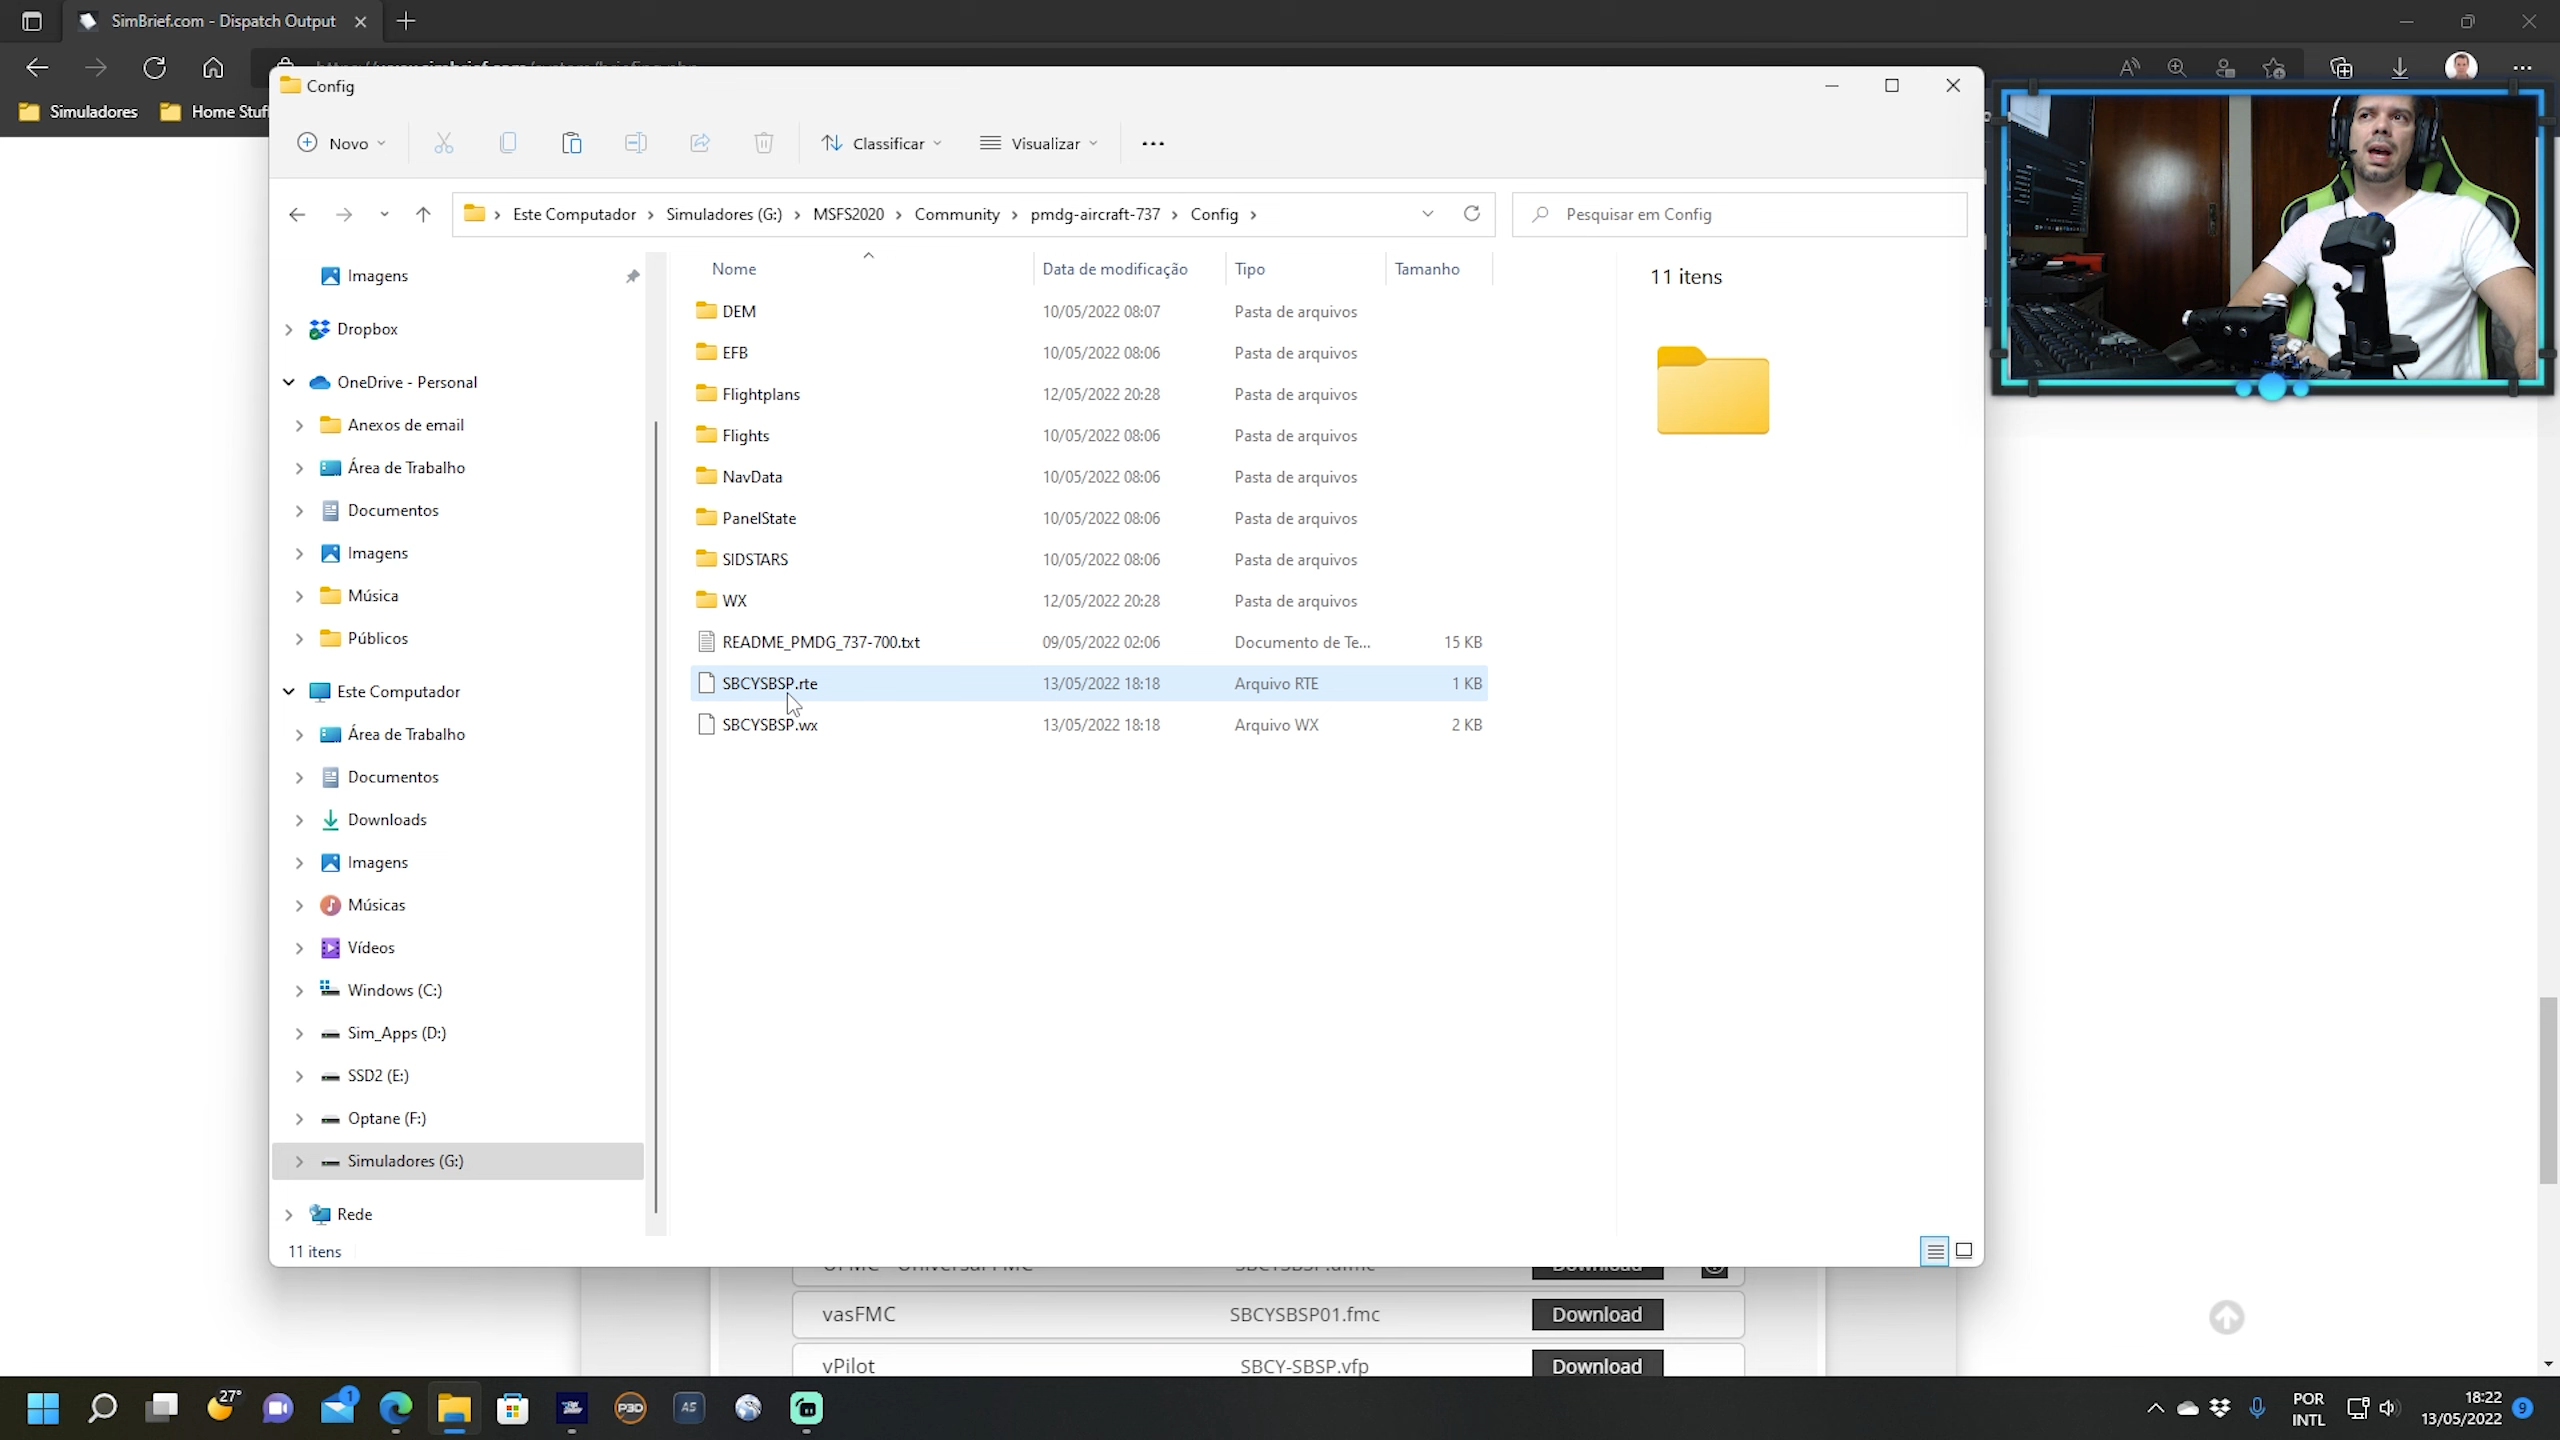 SimBrief.com - Dispatch Output
Simuladores
Home Stuff
Config
Novo
Classificar
Visualizar
Este Computador
Simuladores (G:)
MSFS2020
Community
pmdg-aircraft-737
Config
Pesquisar em Config
Imagens
Dropbox
OneDrive - Personal
Anexos de email
Área de Trabalho
Documentos
Imagens
Música
Públicos
Este Computador
Área de Trabalho
Documentos
Downloads
Imagens
Músicas
Vídeos
Windows (C:)
Sim_Apps (D:)
SSD2 (E:)
Optane (F:)
Simuladores (G:)
Rede
11 itens
Nome Data de modificação Tipo Tamanho
DEM 10/05/2022 08:07 Pasta de arquivos
EFB 10/05/2022 08:06 Pasta de arquivos
Flightplans 12/05/2022 20:28 Pasta de arquivos
Flights 10/05/2022 08:06 Pasta de arquivos
NavData 10/05/2022 08:06 Pasta de arquivos
PanelState 10/05/2022 08:06 Pasta de arquivos
SIDSTARS 10/05/2022 08:06 Pasta de arquivos
WX 12/05/2022 20:28 Pasta de arquivos
README_PMDG_737-700.txt 09/05/2022 02:06 Documento de Te... 15 KB
SBCYSBSP.rte 13/05/2022 18:18 Arquivo RTE 1 KB
SBCYSBSP.wx 13/05/2022 18:18 Arquivo WX 2 KB
11 itens
vasFMC SBCYSBSP01.fmc Download
vPilot SBCY-SBSP.vfp Download
27°
1
P3D
AS
POR
INTL
18:22
13/05/2022
9